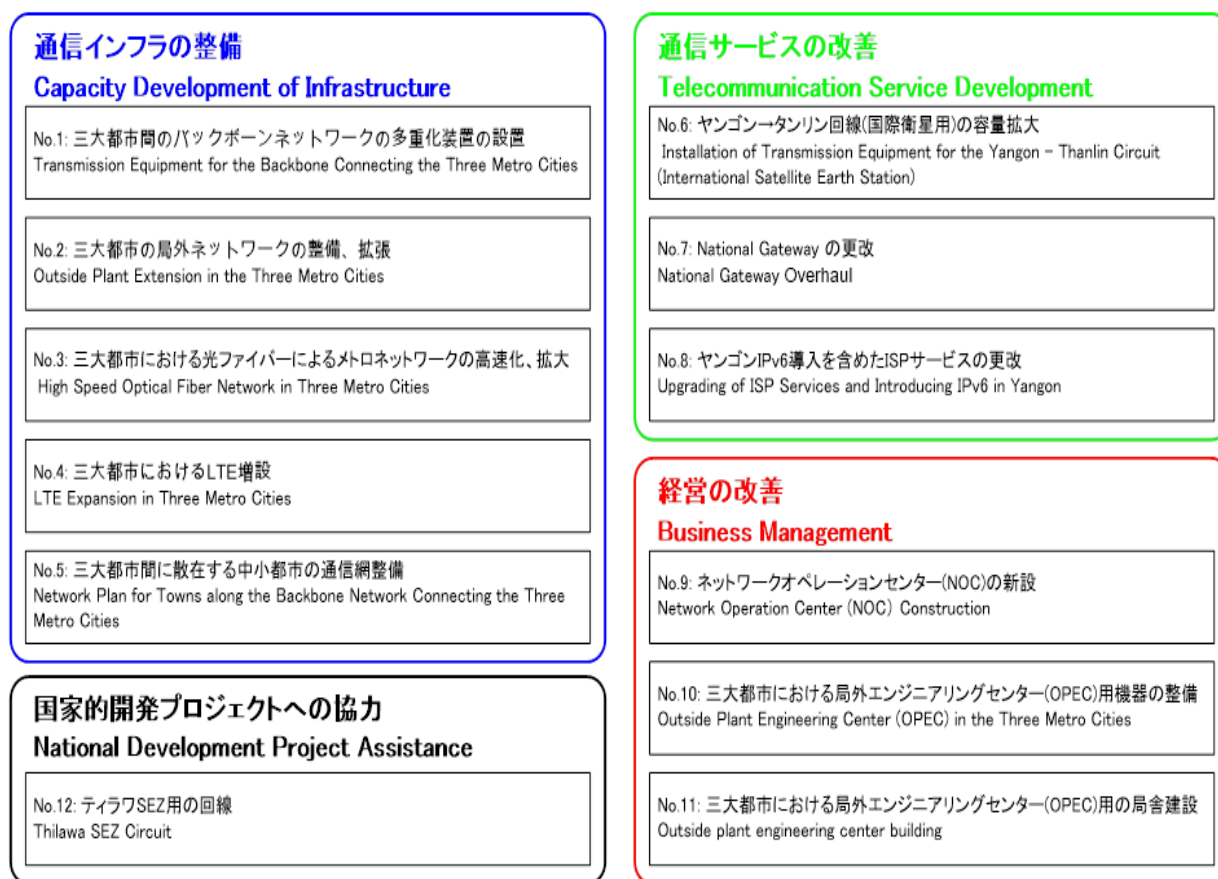 通信インフラの整備
Capacity Development of Infrastructure
No.1: 三大都市間のバックボーンネットワークの多重化装置の設置
Transmission Equipment for the Backbone Connecting the Three Metro Cities
No.2: 三大都市の局外ネットワークの整備、拡張
Outside Plant Extension in the Three Metro Cities
No.3: 三大都市における光ファイバーによるメトロネットワークの高速化、拡大
High Speed Optical Fiber Network in Three Metro Cities
No.4: 三大都市におけるLTE増設
LTE Expansion in Three Metro Cities
No.5: 三大都市間に散在する中小都市の通信網整備
Network Plan for Towns along the Backbone Network Connecting the Three
Metro Cities
国家的開発プロジェクトへの協力
National Development Project Assistance
No.12: ティラワSEZ用の回線
Thilawa SEZ Circuit
通信サービスの改善
Telecommunication Service Development
No.6: ヤンゴン→タンリン回線(国際衛星用)の容量拡大
Installation of Transmission Equipment for the Yangon - Thanlin Circuit
(International Satellite Earth Station)
No.7: National Gateway の更改
National Gateway Overhaul
No.8: ヤンゴンIPv6導入を含めたISPサービスの更改
Upgrading of ISP Services and Introducing IPv6 in Yangon
経営の改善
Business Management
No.9: ネットワークオペレーションセンター(NOC)の新設
Network Operation Center (NOC) Construction
No.10: 三大都市における局外エンジニアリングセンター(OPEC)用機器の整備
Outside Plant Engineering Center (OPEC) in the Three Metro Cities
No.11: 三大都市における局外エンジニアリングセンター(OPEC)用の局舎建設
Outside plant engineering center building